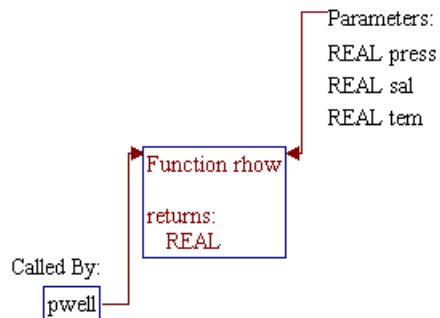 Parameters:
REAL press
REAL sal
REAL tem
Function rhow
returns:
REAL
Called By:
pwell